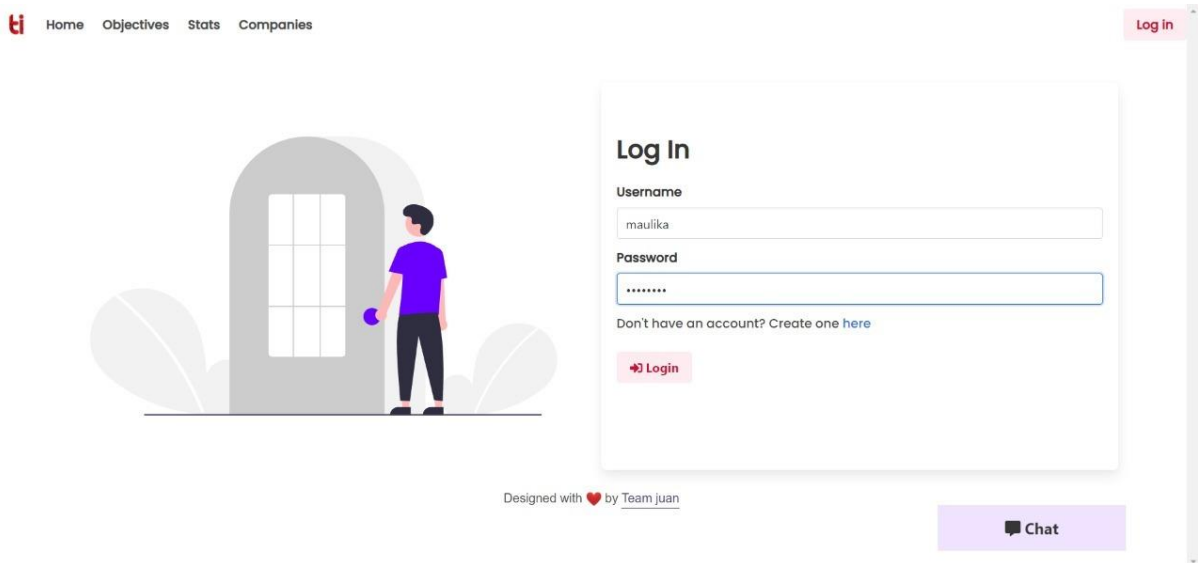 ti Home Objectives Stats Companies Log in
Log In
Username
maulika
Password
••••••••
Don't have an account? Create one here
Login
Designed with ❤️ by Team juan
Chat